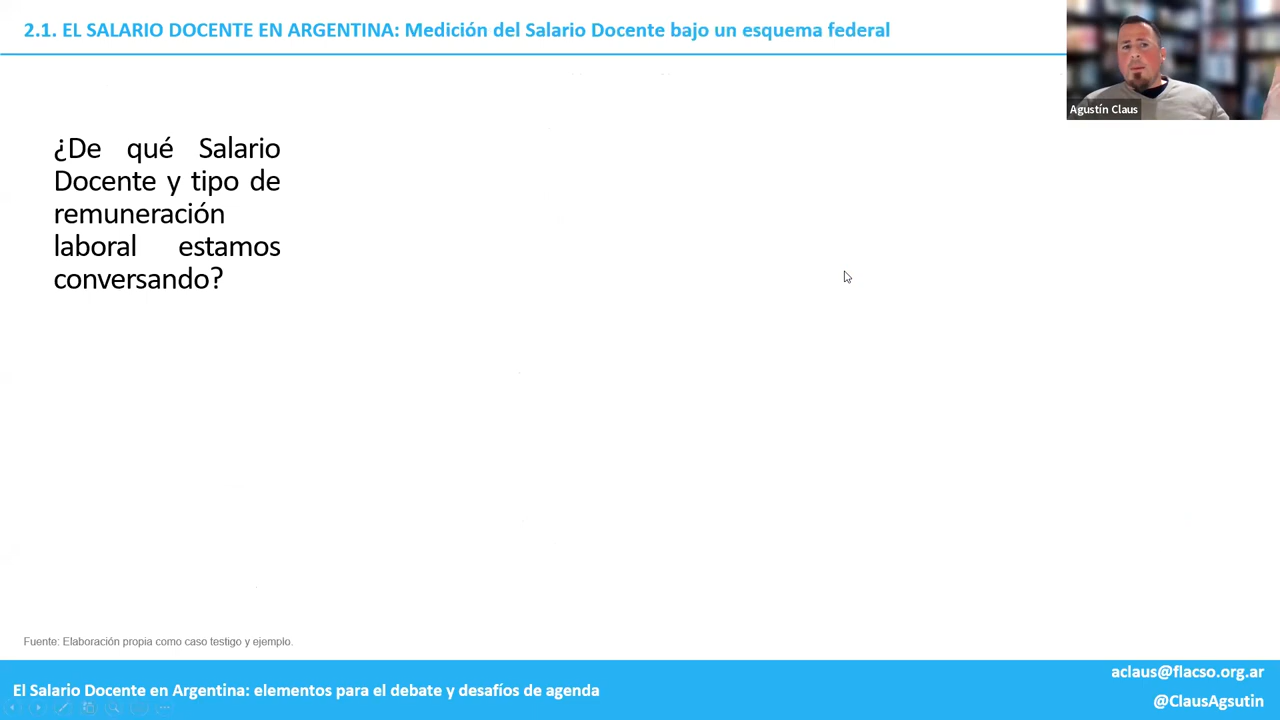 2.1. EL SALARIO DOCENTE EN ARGENTINA: Medición del Salario Docente bajo un esquema federal
Agustín Claus
¿De qué Salario
Docente y tipo de
remuneración
laboral estamos
conversando?
Fuente: Elaboración propia como caso testigo y ejemplo.
El Salario Docente en Argentina: elementos para el debate y desafíos de agenda
aclaus@flacso.org.ar
@ClausAgsutin